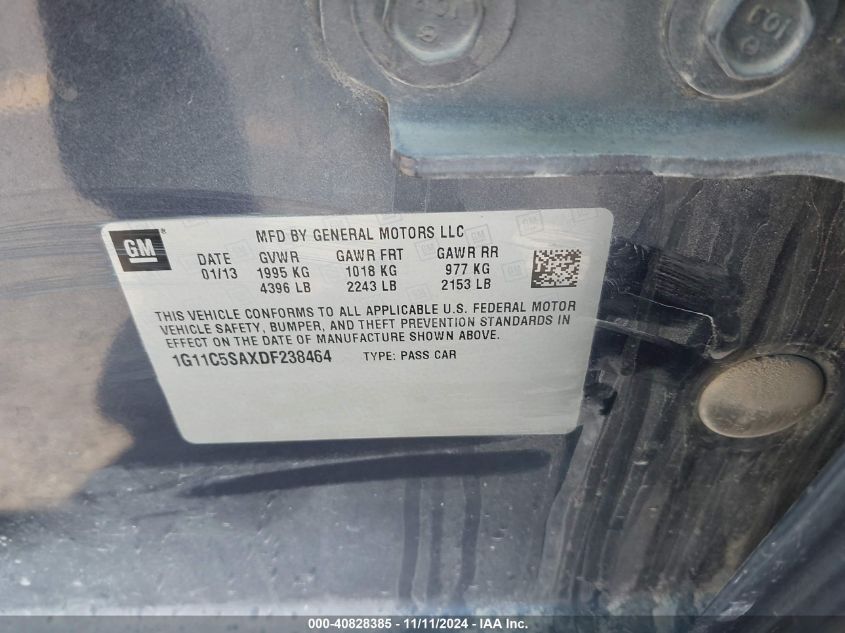 GM
MFD BY GENERAL MOTORS LLC
DATE GVWR GAWR FRT GAWR RR
01/13 1995 KG 1018 KG 977 KG
4396 LB 2243 LB 2153 LB
THIS VEHICLE CONFORMS TO ALL APPLICABLE U.S. FEDERAL MOTOR
VEHICLE SAFETY, BUMPER, AND THEFT PREVENTION STANDARDS IN
EFFECT ON THE DATE OF MANUFACTURE SHOWN ABOVE.
1G11C5SAXDF238464 TYPE: PASS CAR
000-40828385 - 11/11/2024 - IAA Inc.